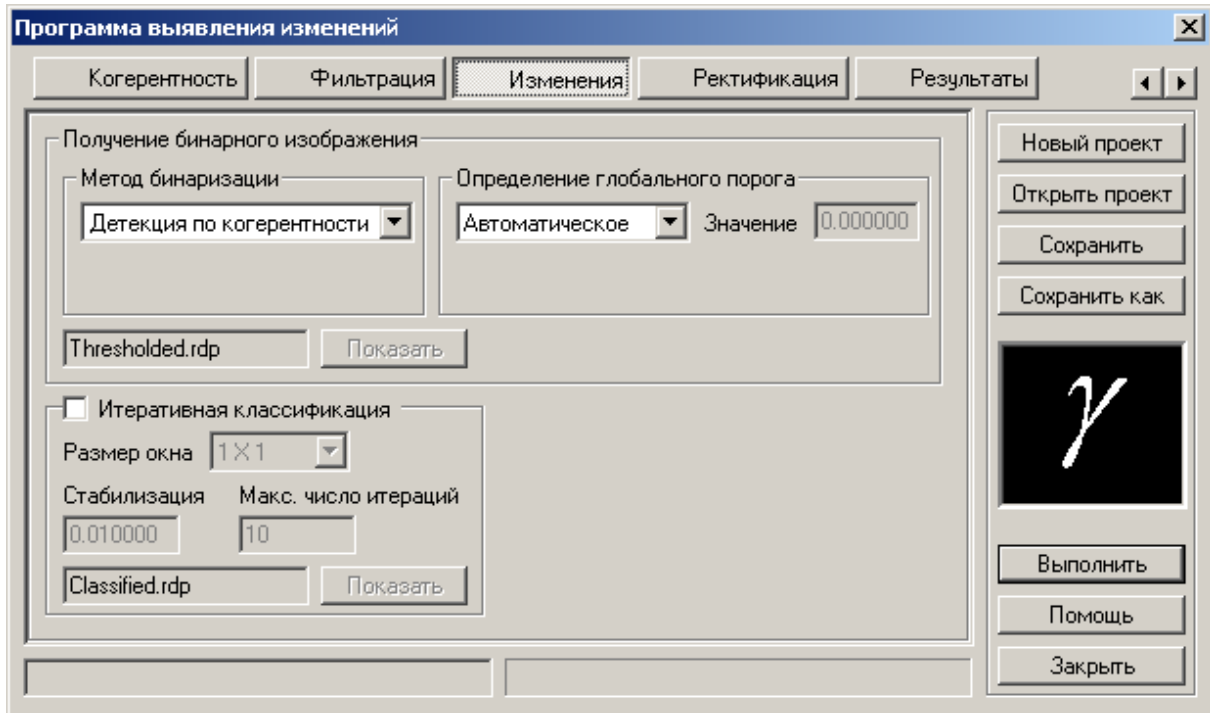 Программа выявления изменений
Когерентность Фильтрация Изменения Ректификация Результаты
Получение бинарного изображения
Метод бинаризации
Детекция по когерентности
Определение глобального порога
Автоматическое Значение 0.000000
Thresholded.rdp Показать
Итеративная классификация
Размер окна 1 X 1
Стабилизация Макс. число итераций
0.010000 10
Classified.rdp Показать
Новый проект
Открыть проект
Сохранить
Сохранить как
γ
Выполнить
Помощь
Закрыть